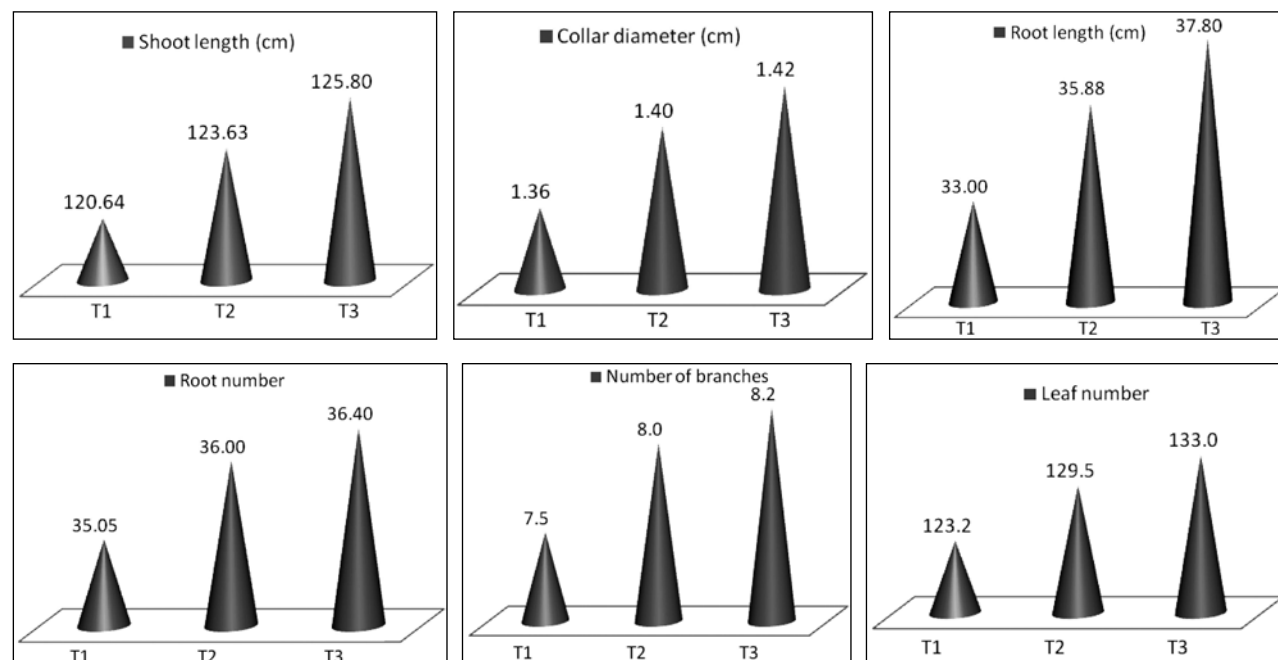 Shoot length (cm)
125.80
123.63
120.64
T1 T2 T3
Collar diameter (cm)
1.42
1.40
1.36
T1 T2 T3
Root length (cm)
37.80
35.88
33.00
T1 T2 T3
Root number
36.40
36.00
35.05
T1 T2 T3
Number of branches
8.2
8.0
7.5
T1 T2 T3
Leaf number
133.0
129.5
123.2
T1 T2 T3